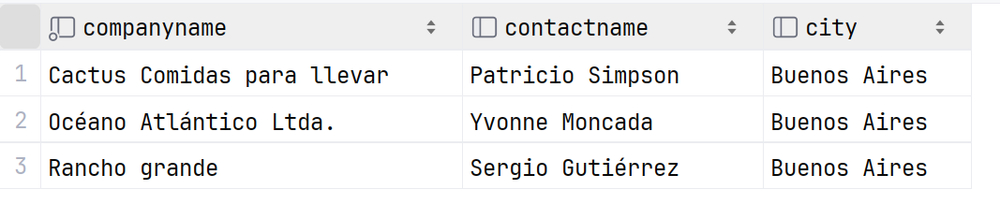 companyname contactname city
1 Cactus Comidas para llevar Patricio Simpson Buenos Aires
2 Océano Atlántico Ltda. Yvonne Moncada Buenos Aires
3 Rancho grande Sergio Gutiérrez Buenos Aires